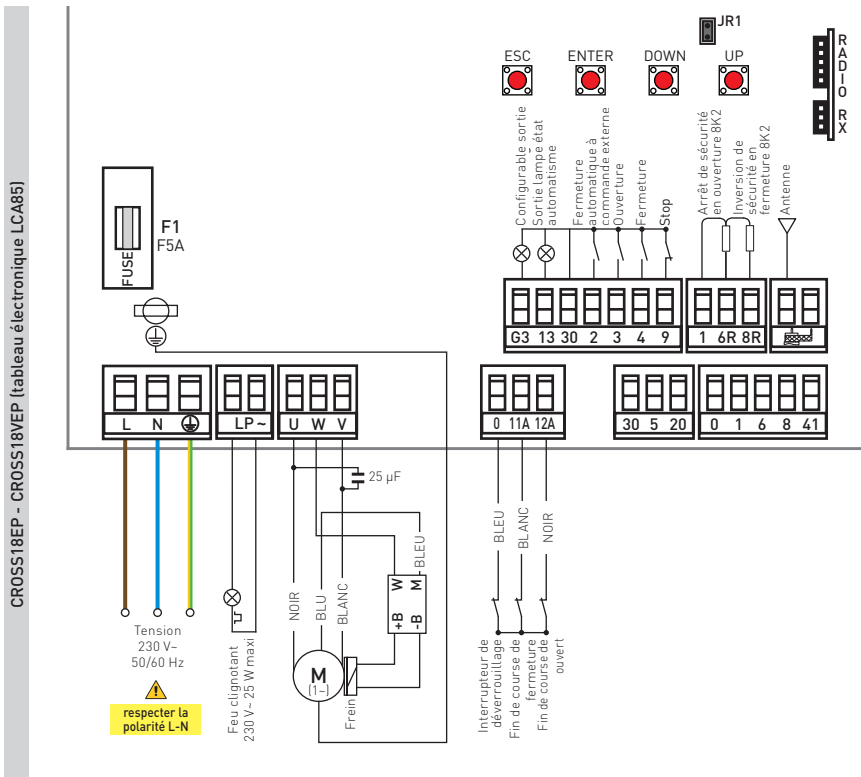 CROSS18EP - CROSS18VEP (tableau électronique LCA85)
JR1
RADIO RX
ESC
ENTER
DOWN
UP
Configurable sortie
Sortie lampe état
automatisme
Fermeture
automatique à
commande externe
Ouverture
Fermeture
Stop
Arrêt de sécurité
en ouverture 8K2
Inversion de
sécurité en
fermeture 8K2
Antenne
FUSE
F1
F5A
G3 13 30 2 3 4 9
1 6R 8R
L N
LP ~
U W V
0 11A 12A
30 5 20
0 1 6 8 41
25 µF
NOIR
BLU
BLANC
BLEU
W M
+B -B
M
(1~)
Frein
BLEU
BLANC
NOIR
Tension
230 V~
50/60 Hz
respecter la
polarité L-N
Feu clignotant
230 V~ 25 W maxi
Interrupteur de
déverrouillage
Fin de course de
fermeture
Fin de course de
ouvert